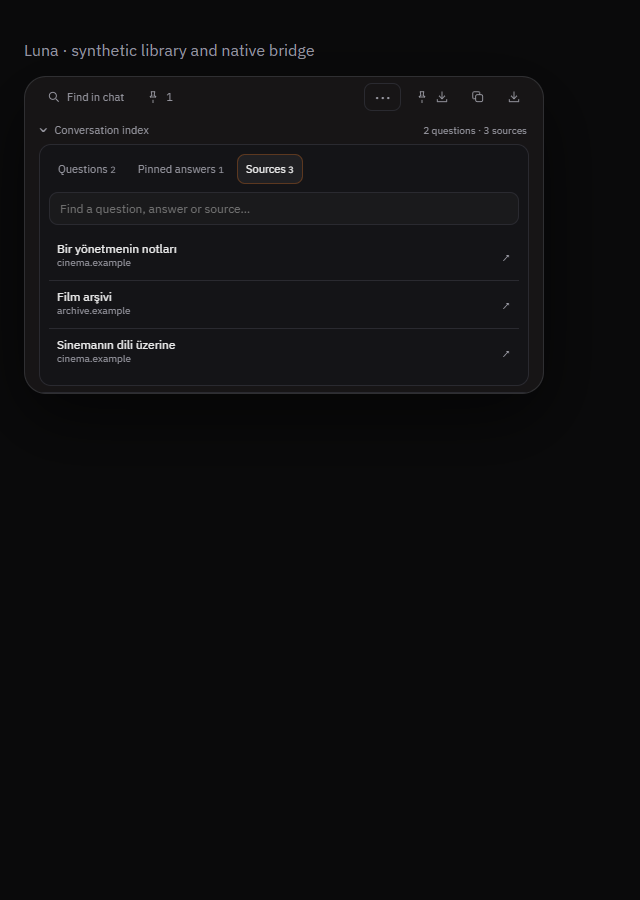 Luna · synthetic library and native bridge
Find in chat 1
Conversation index 2 questions · 3 sources
Questions 2 Pinned answers 1 Sources 3
Find a question, answer or source...
Bir yönetmenin notları
cinema.example
Film arşivi
archive.example
Sinemanın dili üzerine
cinema.example